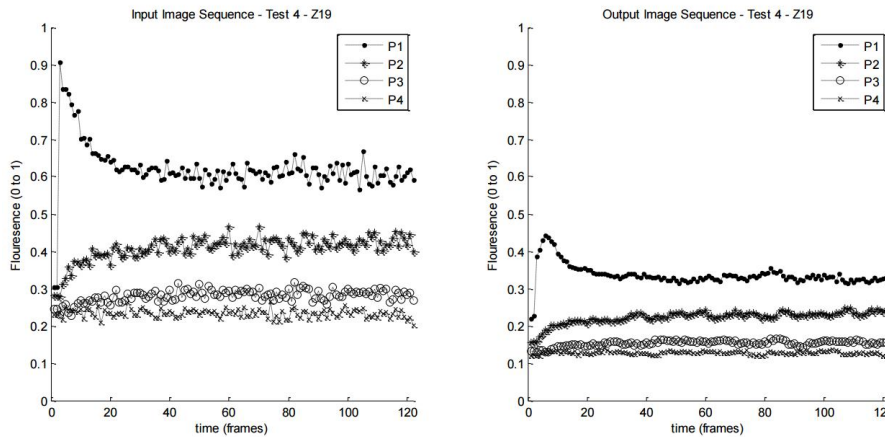 Input Image Sequence - Test 4 - Z19
1
0.9
0.8
0.7
0.6
0.5
0.4
0.3
0.2
0.1
0
Flouresence (0 to 1)
0
20
40
60
80
100
120
time (frames)
P1
P2
P3
P4
Output Image Sequence - Test 4 - Z19
1
0.9
0.8
0.7
0.6
0.5
0.4
0.3
0.2
0.1
0
Flouresence (0 to 1)
0
20
40
60
80
100
120
time (frames)
P1
P2
P3
P4